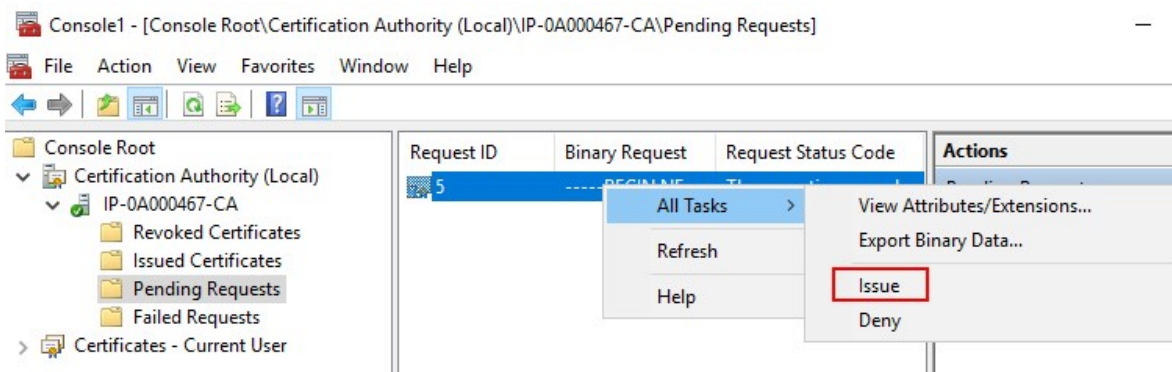 Console1 - [Console Root\Certification Authority (Local)\IP-0A000467-CA\Pending Requests]
File Action View Favorites Window Help
Console Root
Certification Authority (Local)
IP-0A000467-CA
Revoked Certificates
Issued Certificates
Pending Requests
Failed Requests
Certificates - Current User
Request ID Binary Request Request Status Code
5
All Tasks >
Refresh
Help
Actions
View Attributes/Extensions...
Export Binary Data...
Issue
Deny